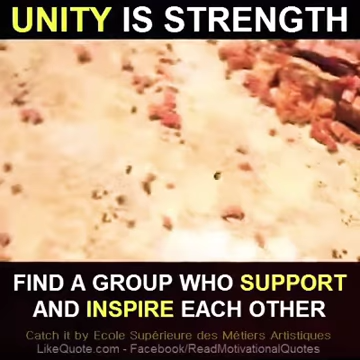 UNITY IS STRENGTH
FIND A GROUP WHO SUPPORT
AND INSPIRE EACH OTHER
Catch it by Ecole Supérieure des Métiers Artistiques
LikeQuote.com - Facebook/ReadMotivationalQuotes